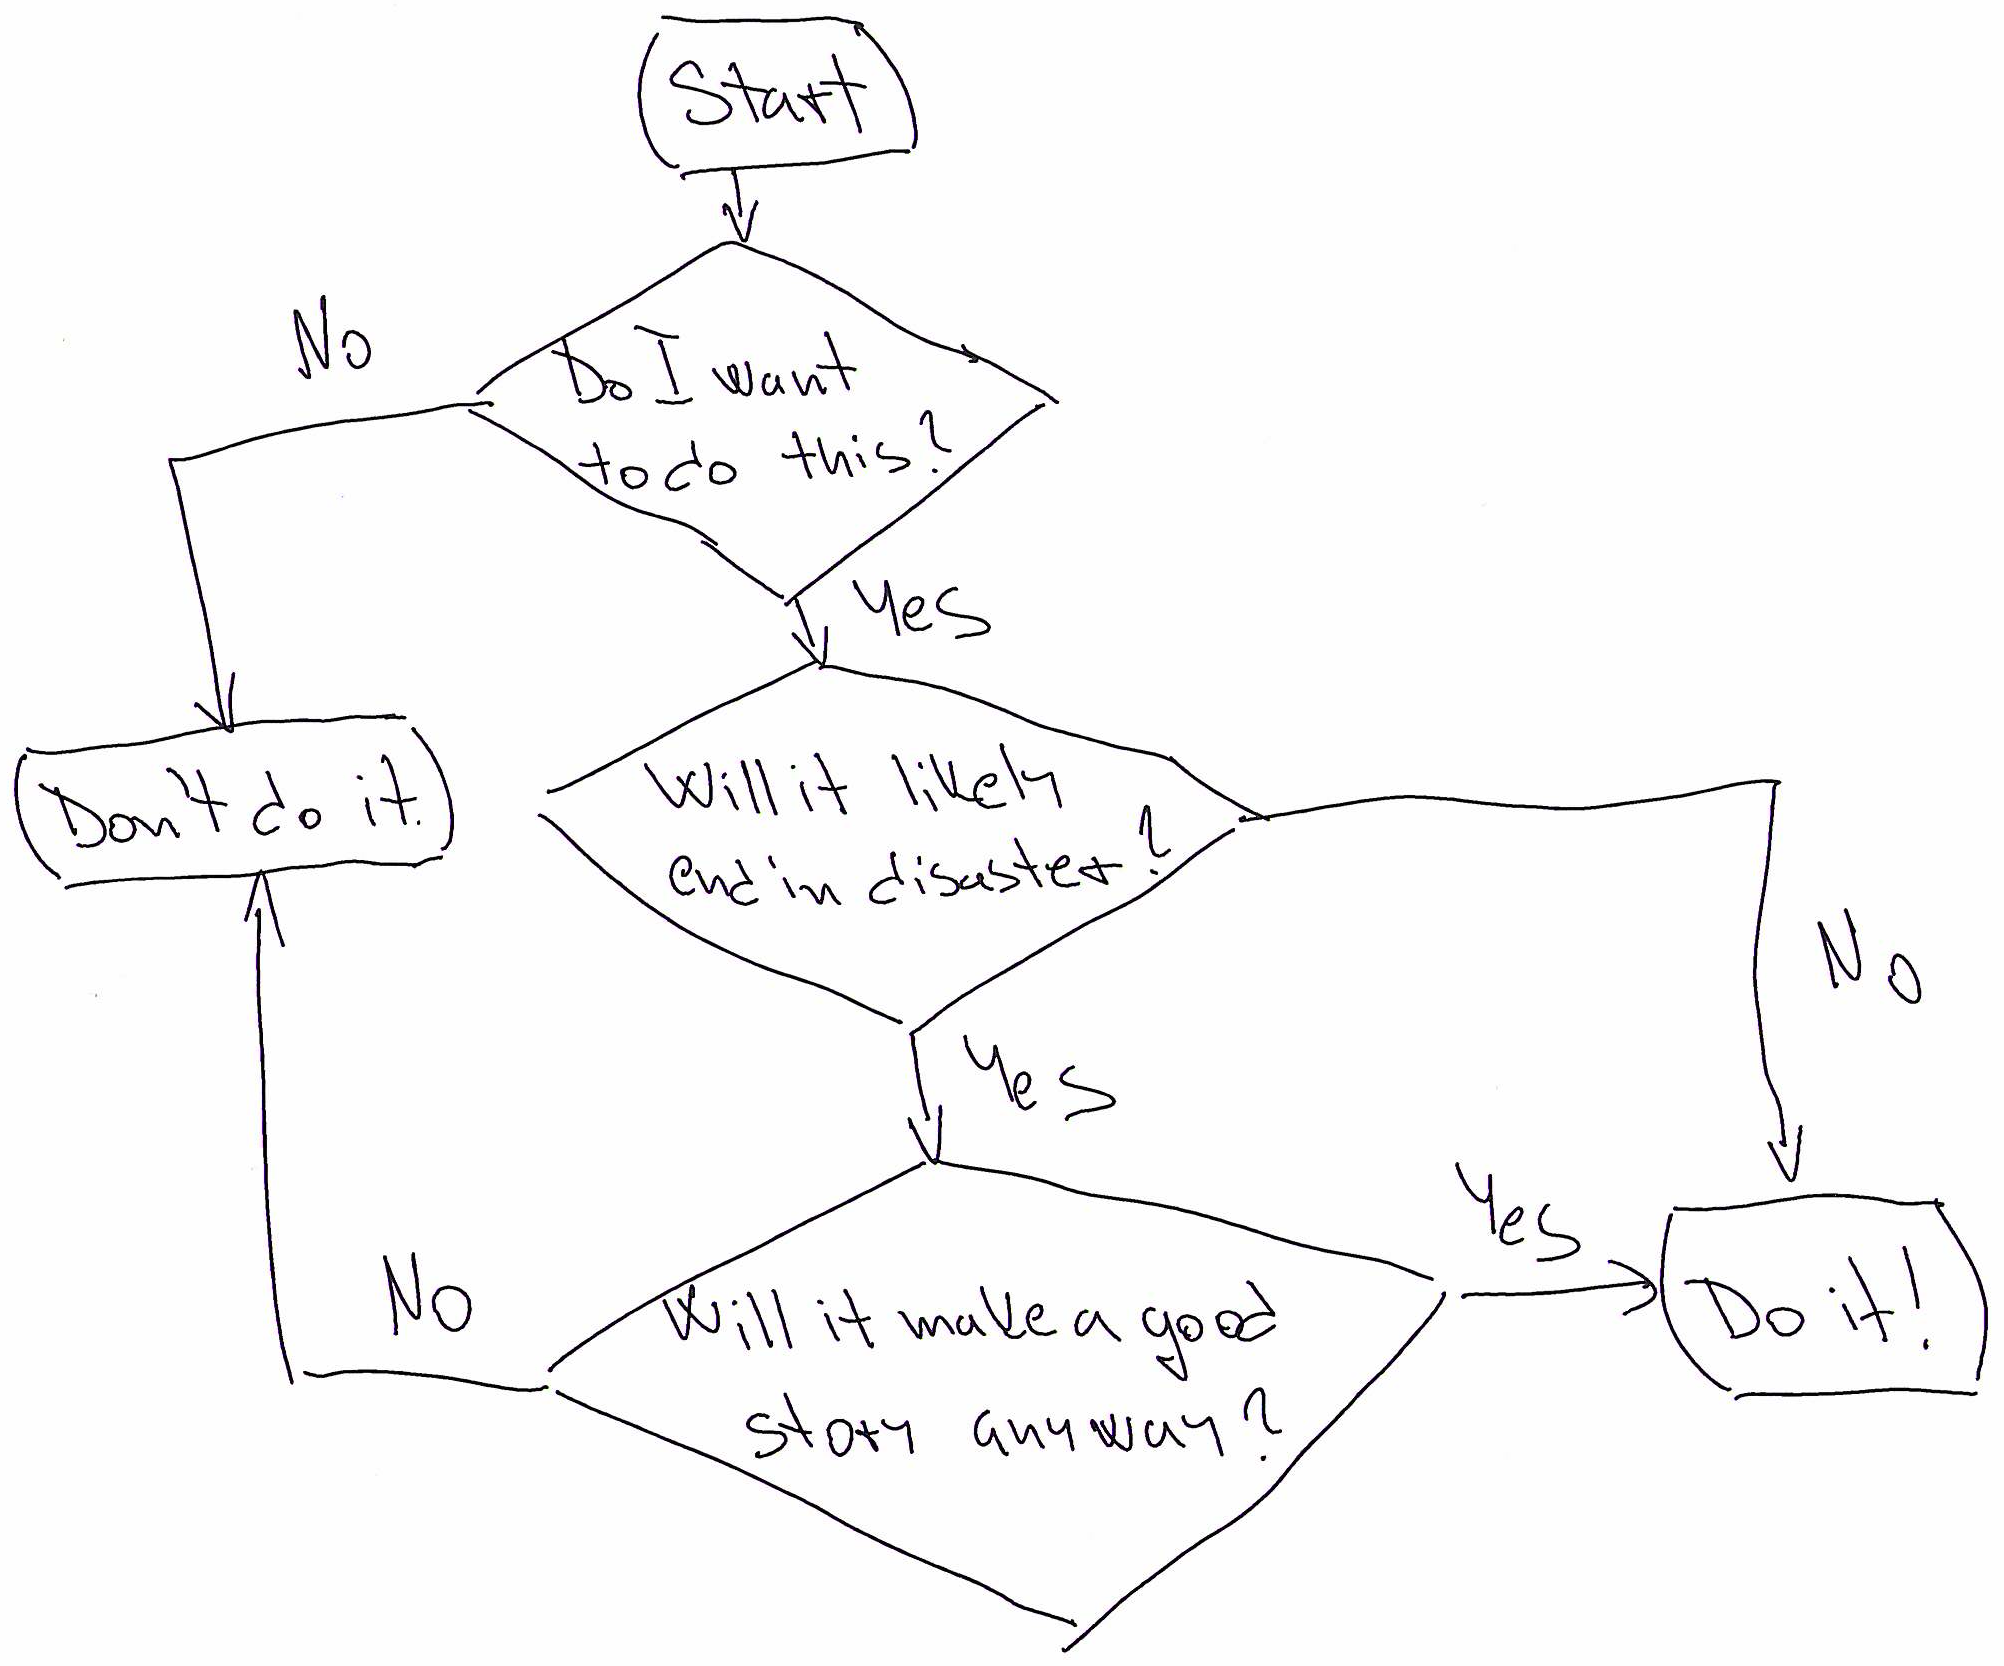 Start
No
Do I want
to do this?
Yes
Don't do it.
Will it likely
end in disaster?
No
Yes
Yes
No
Will it make a good
story anyway?
Do it!